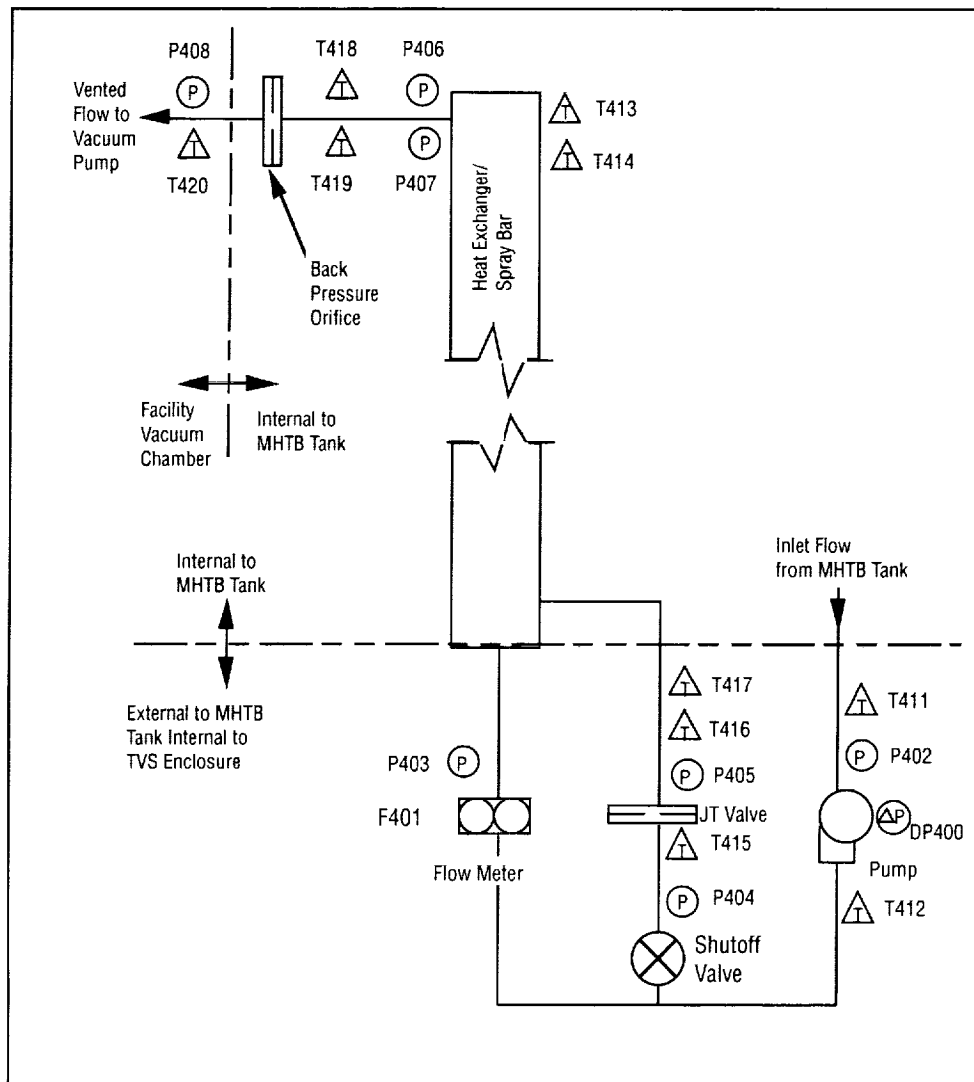 P408
T418
P406
P
T
P
Vented
Flow to
Vacuum
Pump
T413
T
T
T414
T
T
P
T420
T419
P407
Heat Exchanger/
Spray Bar
Back
Pressure
Orifice
Facility
Vacuum
Chamber
Internal to
MHTB Tank
Internal to
MHTB Tank
Inlet Flow
from MHTB Tank
External to MHTB
Tank Internal to
TVS Enclosure
T
T417
T
T411
T
T416
P403
P
P
P405
P
P402
F401
JT Valve
ΔP
DP400
T
T415
Flow Meter
Pump
P
P404
T
T412
Shutoff
Valve